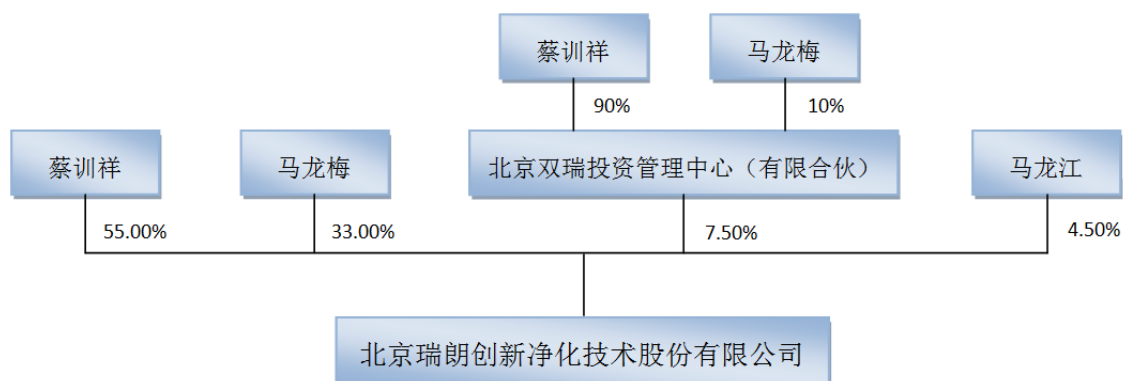 蔡训祥
马龙梅
90%
10%
蔡训祥
马龙梅
北京双瑞投资管理中心（有限合伙）
马龙江
55.00%
33.00%
7.50%
4.50%
北京瑞朗创新净化技术股份有限公司